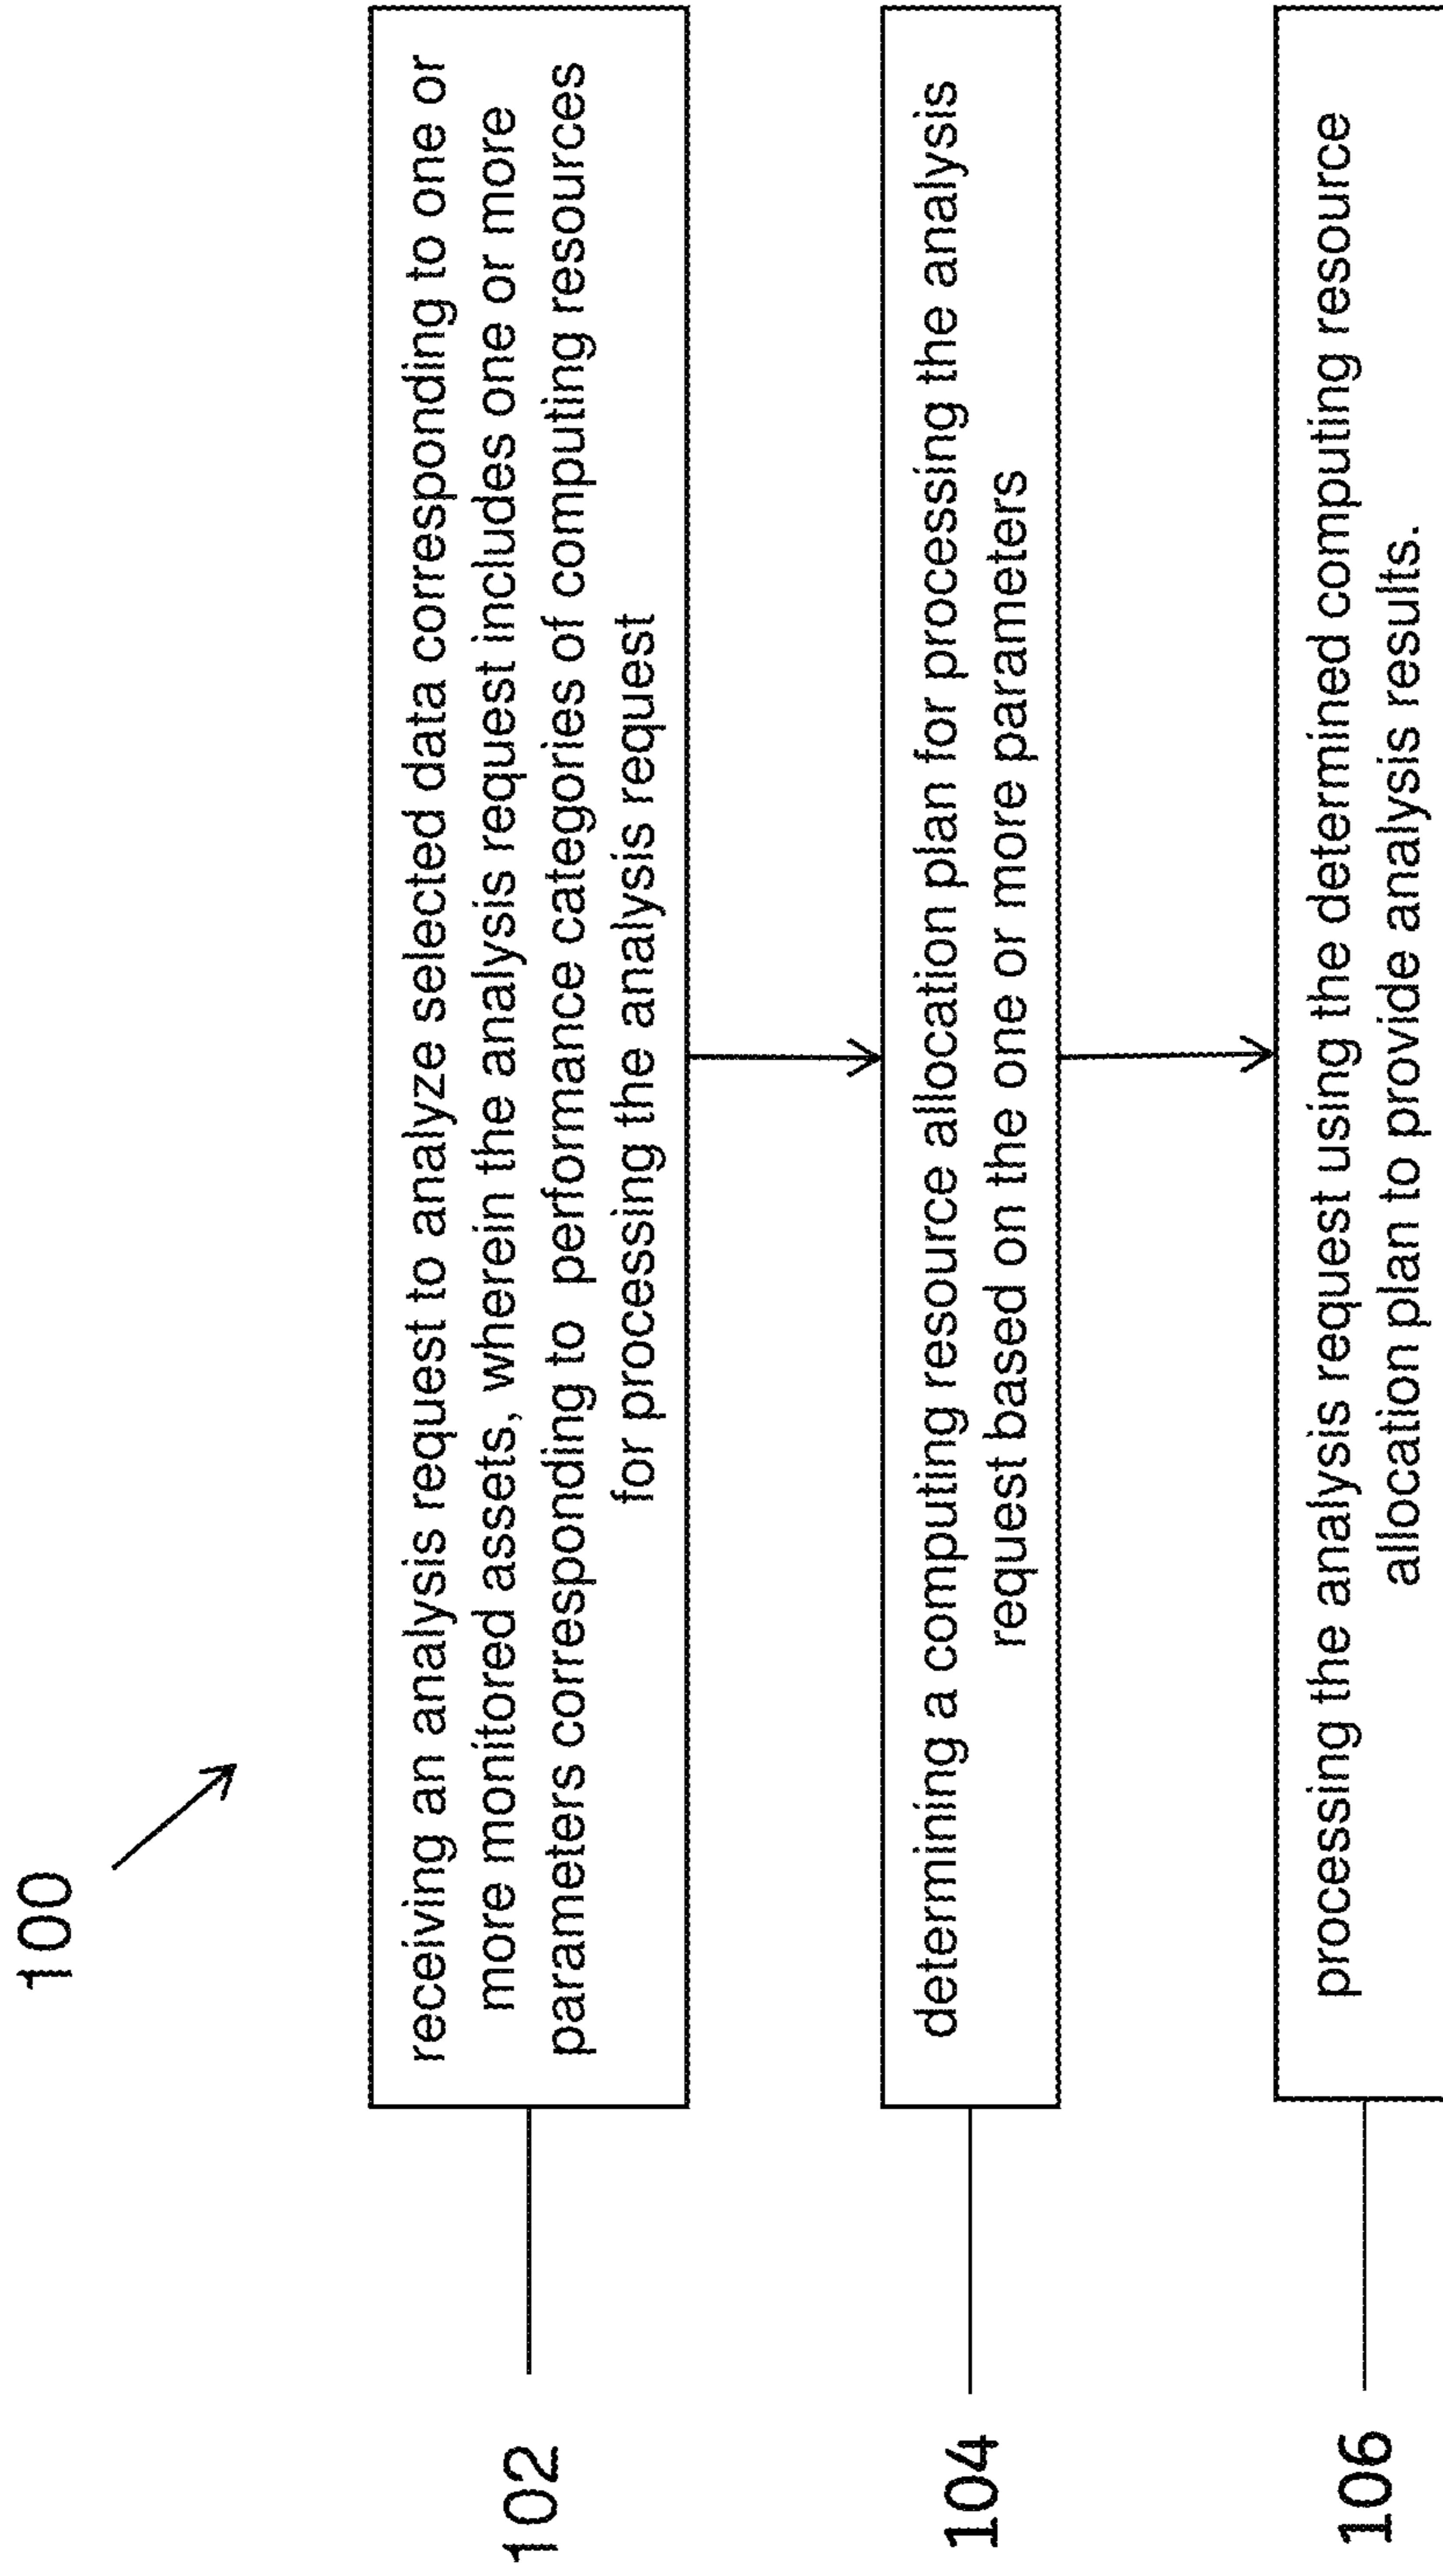 100
102
receiving an analysis request to analyze selected data corresponding to one or
more monitored assets, wherein the analysis request includes one or more
parameters corresponding to performance categories of computing resources
for processing the analysis request
104
determining a computing resource allocation plan for processing the analysis
request based on the one or more parameters
106
processing the analysis request using the determined computing resource
allocation plan to provide analysis results.